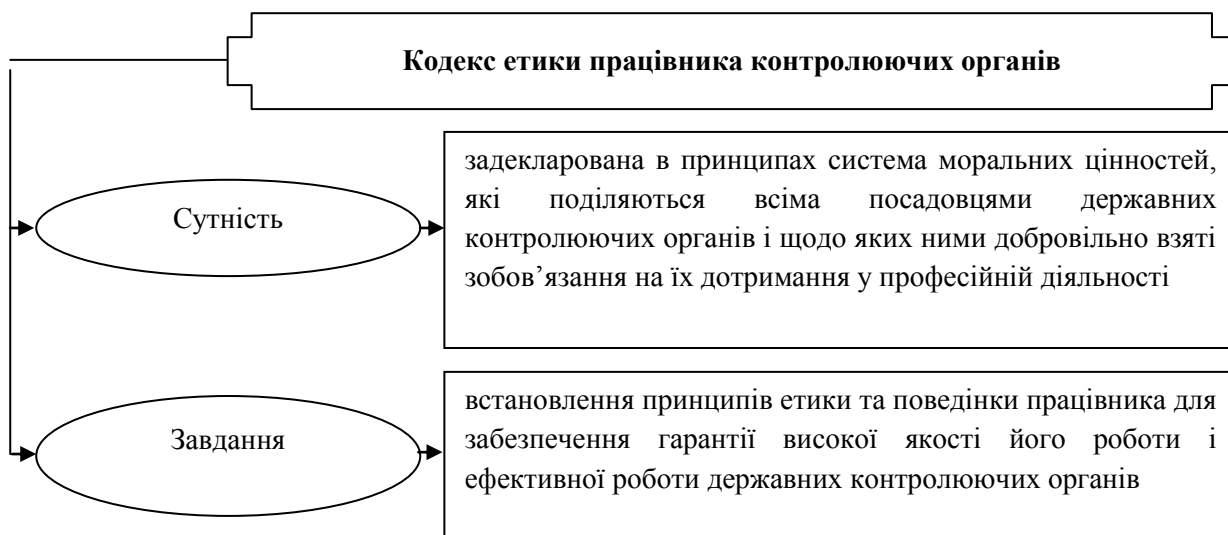 Кодекс етики працівника контролюючих органів
Сутність
задекларована в принципах система моральних цінностей,
які поділяються всіма посадовцями державних
контролюючих органів і щодо яких ними добровільно взяті
зобов’язання на їх дотримання у професійній діяльності
Завдання
встановлення принципів етики та поведінки працівника для
забезпечення гарантії високої якості його роботи і
ефективної роботи державних контролюючих органів